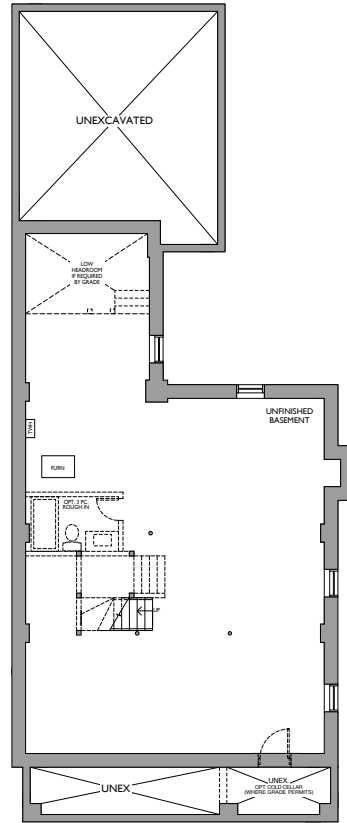 UNEXCAVATED
LOW
HEADROOM
IF REQUIRED
BY GRADE
UNFINISHED
BASEMENT
TWH
FURN
OPT. 3 PC.
ROUGH IN
UP
UNEX
UNEX.
OPT. COLD CELLAR
(WHERE GRADE PERMITS)